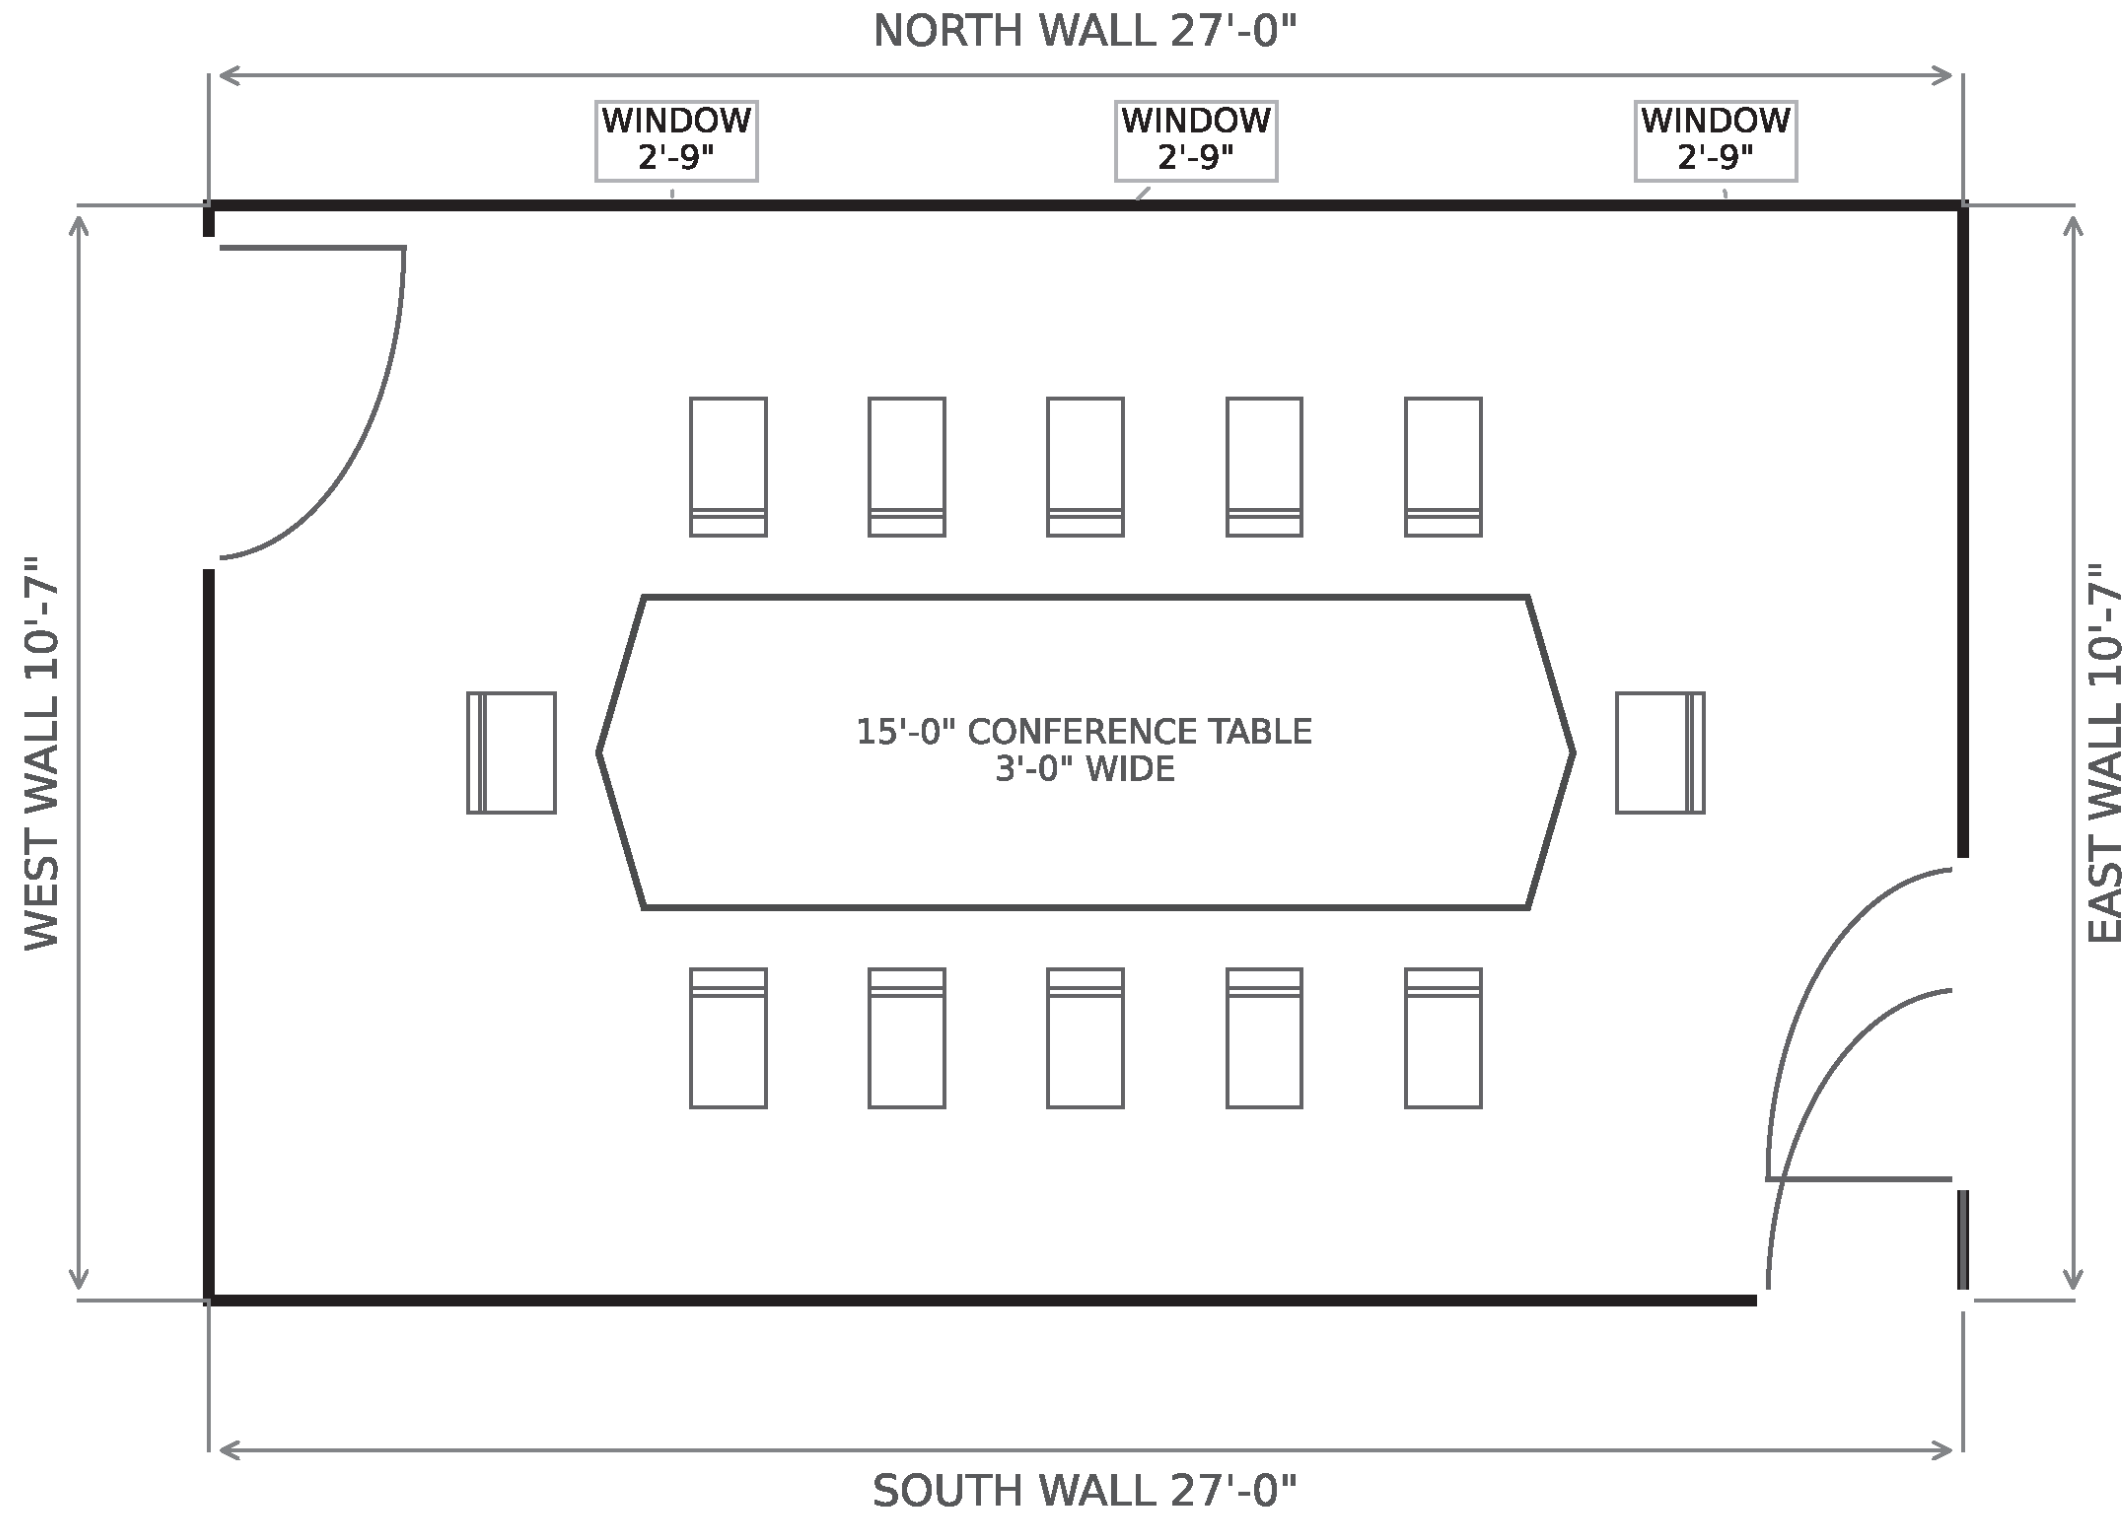 NORTH WALL 27'-0"
WINDOW
2'-9"
WINDOW
2'-9"
WINDOW
2'-9"
WEST WALL 10'-7"
15'-0" CONFERENCE TABLE
3'-0" WIDE
EAST WALL 10'-7"
SOUTH WALL 27'-0"